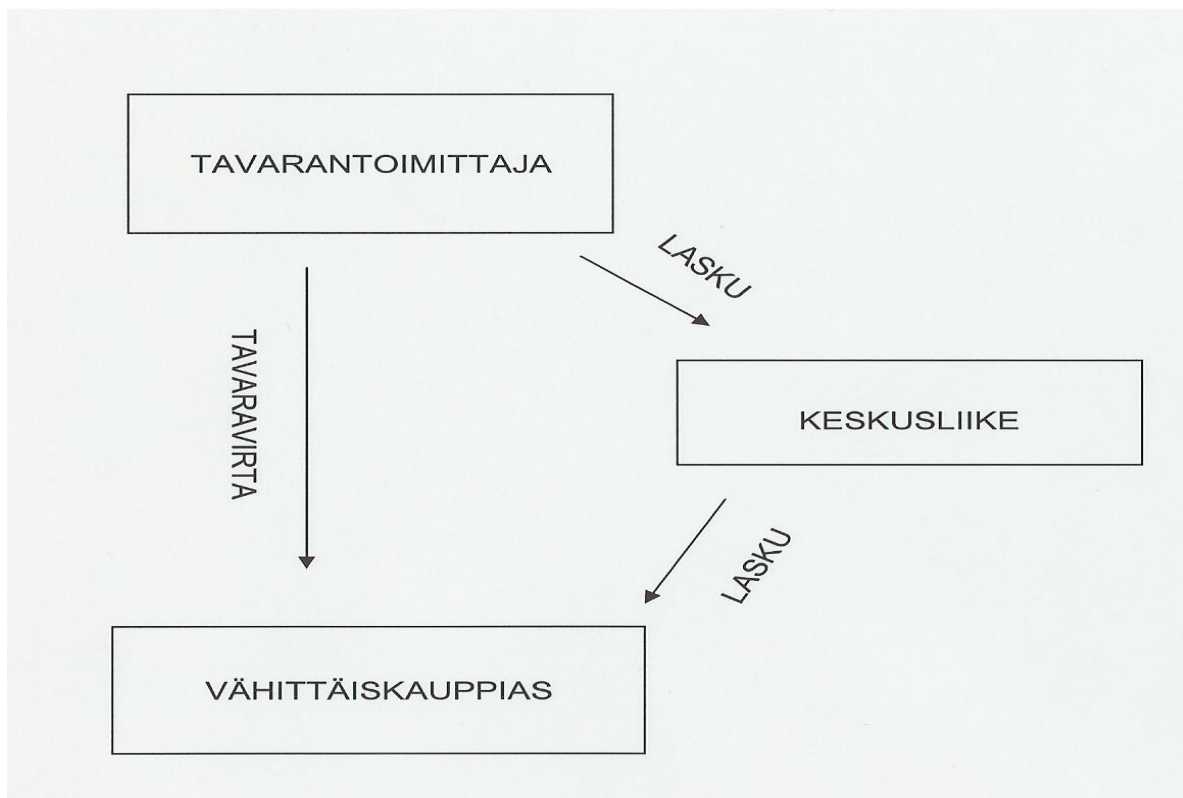 TAVARANTOIMITTAJA
LASKU
TAVARAVIRTA
KESKUSLIIKE
LASKU
VÄHITTÄISKAUPPIAS